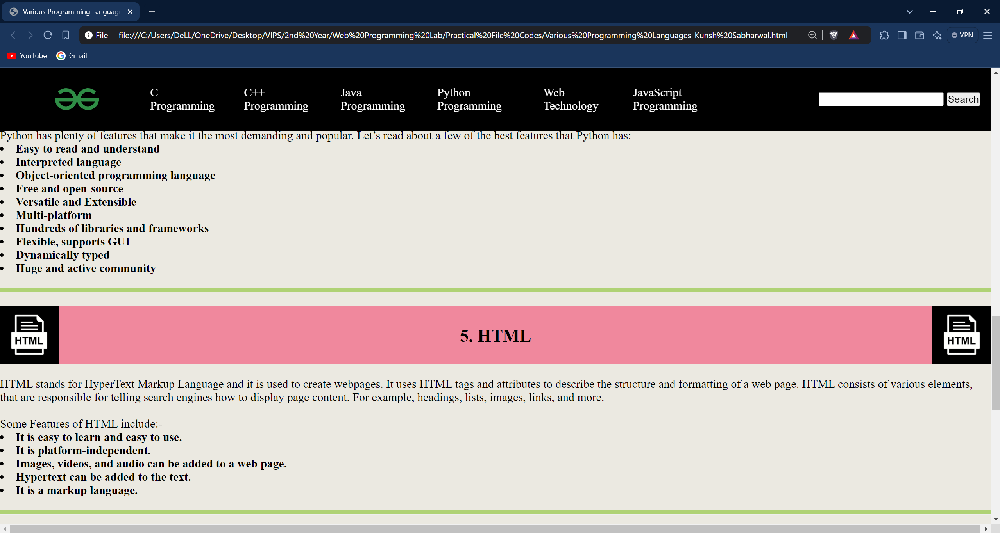 Various Programming Languag
File file:///C:/Users/DeLL/OneDrive/Desktop/VIPS/2nd%20Year/Web%20Programming%20Lab/Practical%20File%20Codes/Various%20Programming%20Languages_Kunsh%20Sabharwal.html VPN
YouTube Gmail
C Programming
C++ Programming
Java Programming
Python Programming
Web Technology
JavaScript Programming
Search
Python has plenty of features that make it the most demanding and popular. Let’s read about a few of the best features that Python has:
• Easy to read and understand
• Interpreted language
• Object-oriented programming language
• Free and open-source
• Versatile and Extensible
• Multi-platform
• Hundreds of libraries and frameworks
• Flexible, supports GUI
• Dynamically typed
• Huge and active community
HTML 5. HTML HTML
HTML stands for HyperText Markup Language and it is used to create webpages. It uses HTML tags and attributes to describe the structure and formatting of a web page. HTML consists of various elements,
that are responsible for telling search engines how to display page content. For example, headings, lists, images, links, and more.
Some Features of HTML include:-
• It is easy to learn and easy to use.
• It is platform-independent.
• Images, videos, and audio can be added to a web page.
• Hypertext can be added to the text.
• It is a markup language.